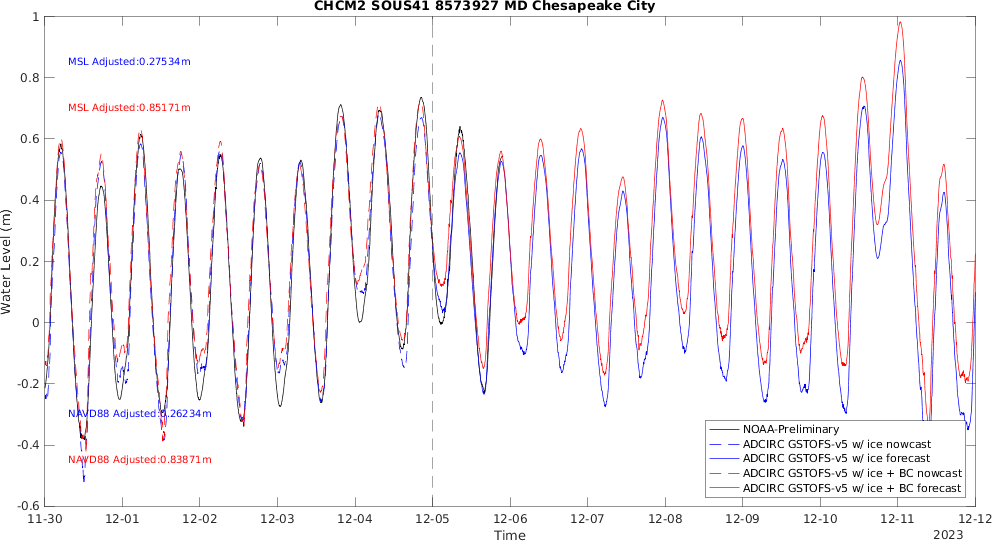 CHCM2 SOUS41 8573927 MD Chesapeake City
1
0.8
0.6
0.4
0.2
0
-0.2
-0.4
-0.6
Water Level (m)
MSL Adjusted:0.27534m
MSL Adjusted:0.85171m
NAVD88 Adjusted:0.26234m
NAVD88 Adjusted:0.83871m
NOAA-Preliminary
ADCIRC GSTOFS-v5 w/ ice nowcast
ADCIRC GSTOFS-v5 w/ ice forecast
ADCIRC GSTOFS-v5 w/ ice + BC nowcast
ADCIRC GSTOFS-v5 w/ ice + BC forecast
11-30 12-01 12-02 12-03 12-04 12-05 12-06 12-07 12-08 12-09 12-10 12-11 12-12
Time
2023